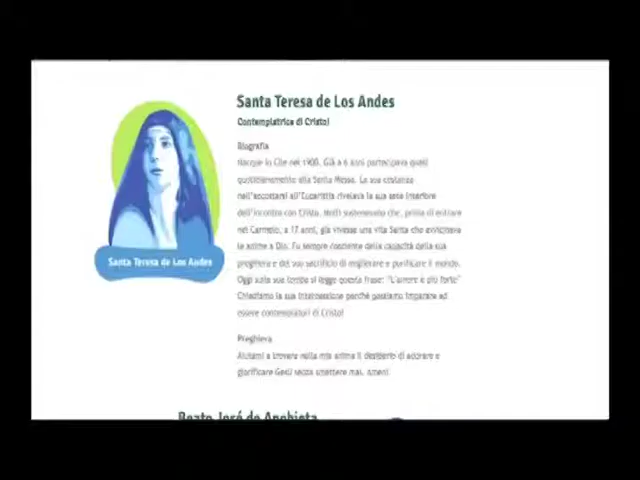 Santa Teresa de Los Andes
Contemplatrice di Cristo!
Biografia
Nacque in Cile nel 1900. Già a 6 anni partecipava quasi
quotidianamente alla Santa Messa. La sua costanza
nell'accostarsi all'Eucaristia rivelava la sua sete interiore
dell'incontro con Cristo. Molti sostenevano che, prima di entrare
nel Carmelo, a 17 anni, già vivesse una vita Santa che avvicinava
le anime a Dio. Fu sempre cosciente della capacità della sua
preghiera e del suo sacrificio di migliorare e purificare il mondo.
Oggi sulla sua tomba si legge questa frase: "L'amore è più forte"
Chiediamo la sua intercessione perché possiamo imparare ad
essere contemplatori di Cristo!
Santa Teresa de Los Andes
Preghiera
Aiutami a trovare nella mia anima il desiderio di adorare e
glorificare Gesù senza smettere mai. Amen!
Beato José de Anchieta